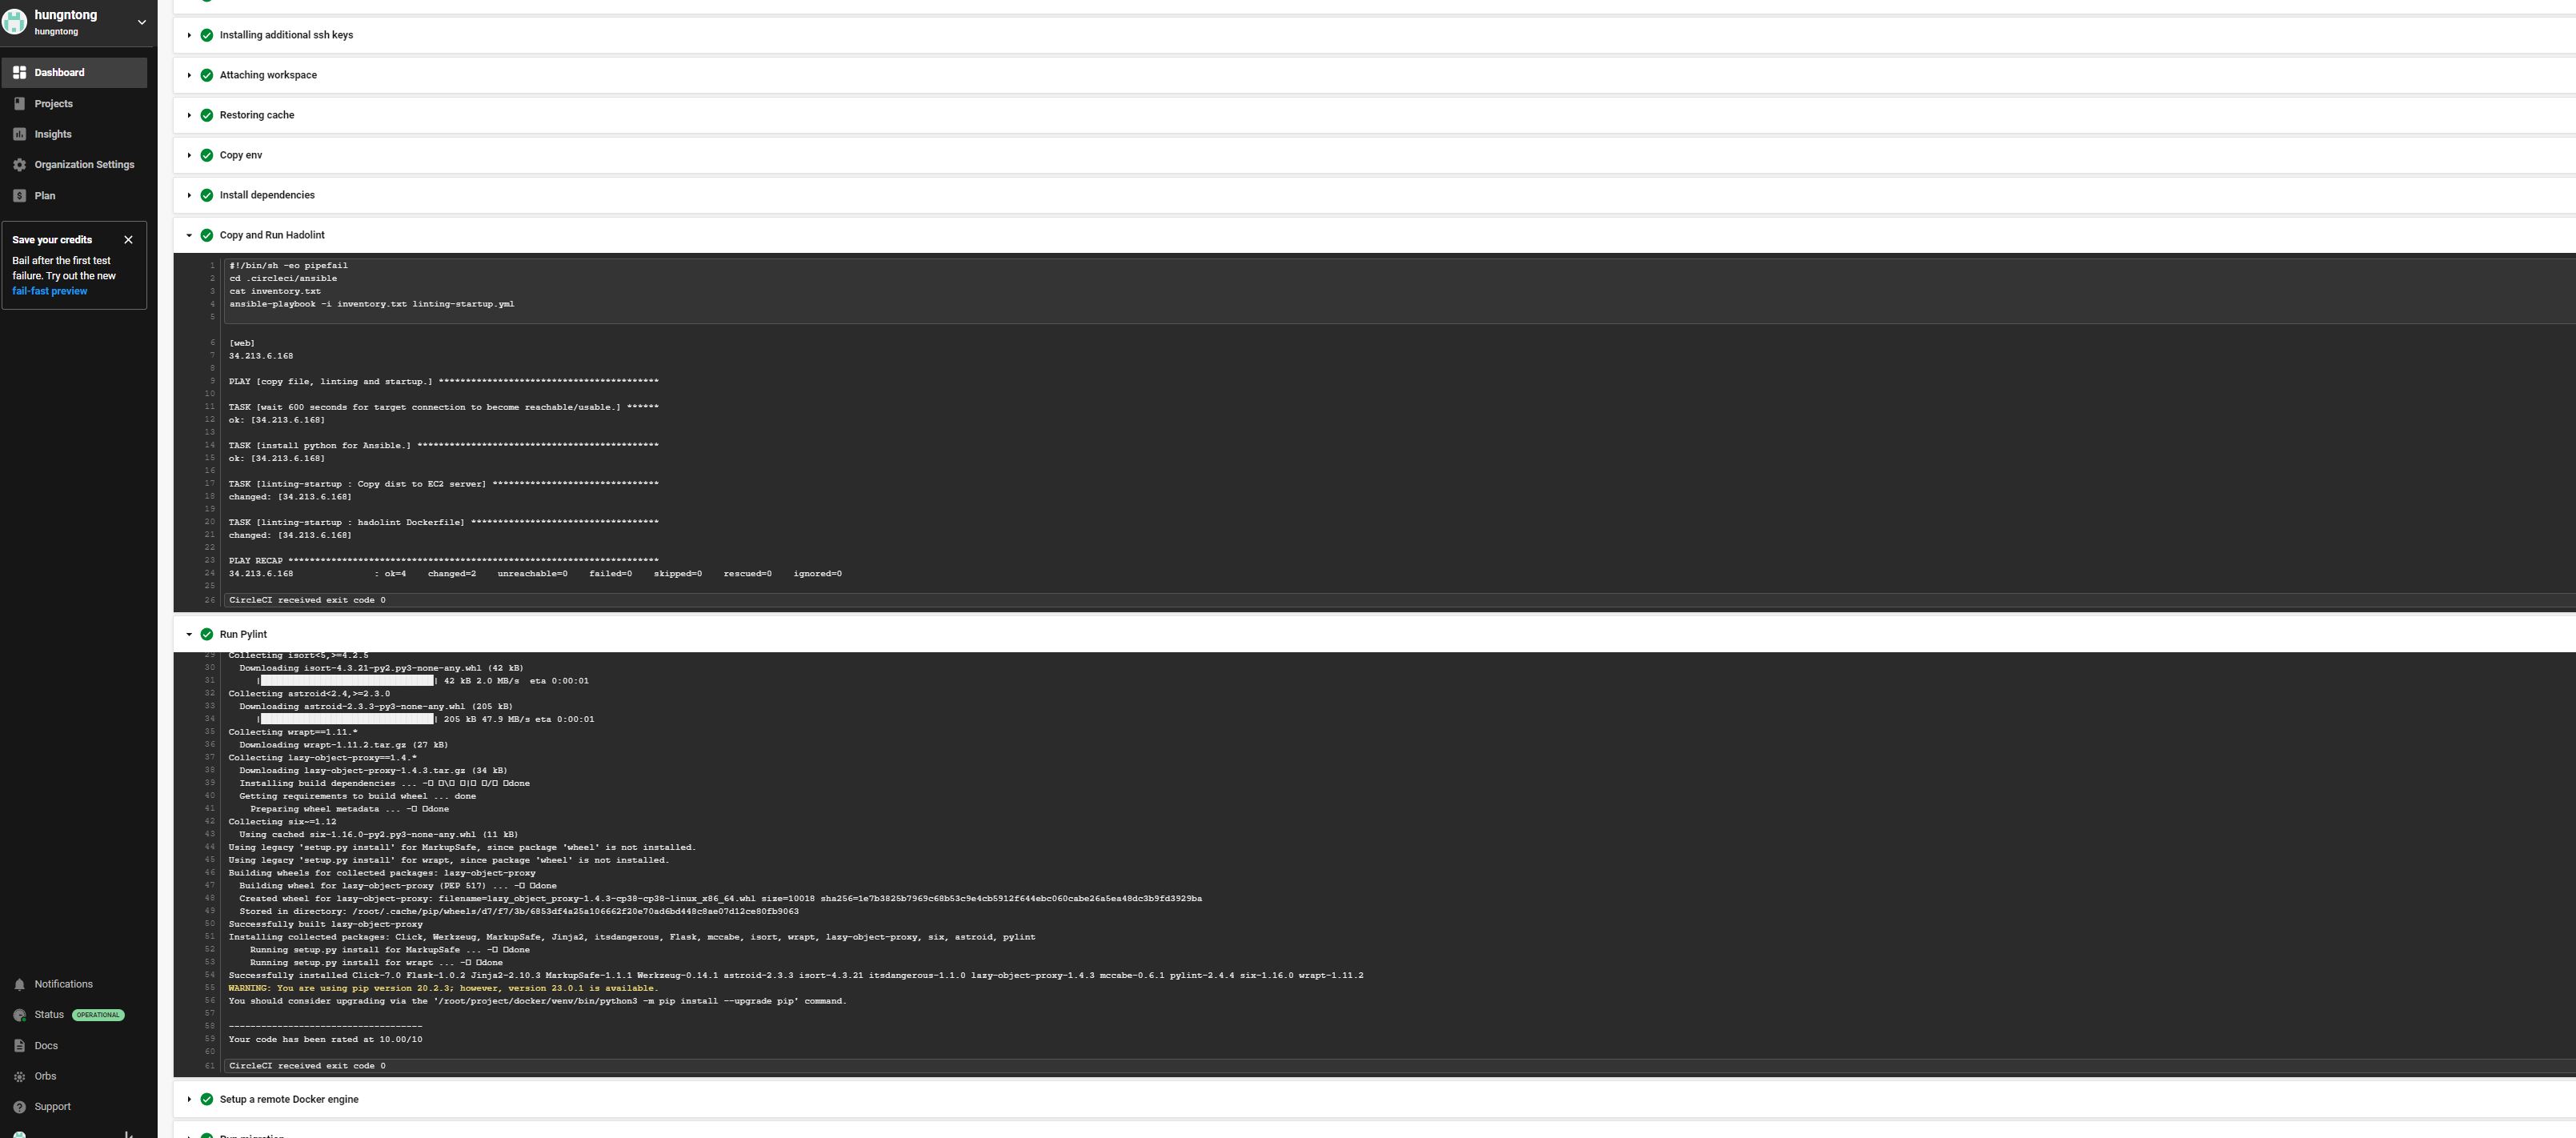 hungntong
hungntong
Dashboard
Projects
Insights
Organization Settings
Plan
Save your credits
Bail after the first test
failure. Try out the new
fail-fast preview
Notifications
Status OPERATIONAL
Docs
Orbs
Support
Installing additional ssh keys
Attaching workspace
Restoring cache
Copy env
Install dependencies
Copy and Run Hadolint
1 #!/bin/sh -eo pipefail
2 cd .circleci/ansible
3 cat inventory.txt
4 ansible-playbook -i inventory.txt linting-startup.yml
5
6 [web]
7 34.213.6.168
8
9 PLAY [copy file, linting and startup.] *****************************************
10
11 TASK [wait 600 seconds for target connection to become reachable/usable.] ******
12 ok: [34.213.6.168]
13
14 TASK [install python for Ansible.] *********************************************
15 ok: [34.213.6.168]
16
17 TASK [linting-startup : Copy dist to EC2 server] *******************************
18 changed: [34.213.6.168]
19
20 TASK [linting-startup : hadolint Dockerfile] ***********************************
21 changed: [34.213.6.168]
22
23 PLAY RECAP *********************************************************************
24 34.213.6.168 : ok=4 changed=2 unreachable=0 failed=0 skipped=0 rescued=0 ignored=0
25
26 CircleCI received exit code 0
Run Pylint
29 Collecting isort<5,>=4.2.5
30 Downloading isort-4.3.21-py2.py3-none-any.whl (42 kB)
31 |████████████████████████████████| 42 kB 2.0 MB/s eta 0:00:01
32 Collecting astroid<2.4,>=2.3.0
33 Downloading astroid-2.3.3-py3-none-any.whl (205 kB)
34 |████████████████████████████████| 205 kB 47.9 MB/s eta 0:00:01
35 Collecting wrapt==1.11.*
36 Downloading wrapt-1.11.2.tar.gz (27 kB)
37 Collecting lazy-object-proxy==1.4.*
38 Downloading lazy-object-proxy-1.4.3.tar.gz (34 kB)
39 Installing build dependencies ... -□ □\□ □|□ □/□ □done
40 Getting requirements to build wheel ... done
41 Preparing wheel metadata ... -□ □done
42 Collecting six~=1.12
43 Using cached six-1.16.0-py2.py3-none-any.whl (11 kB)
44 Using legacy 'setup.py install' for MarkupSafe, since package 'wheel' is not installed.
45 Using legacy 'setup.py install' for wrapt, since package 'wheel' is not installed.
46 Building wheels for collected packages: lazy-object-proxy
47 Building wheel for lazy-object-proxy (PEP 517) ... -□ □done
48 Created wheel for lazy-object-proxy: filename=lazy_object_proxy-1.4.3-cp38-cp38-linux_x86_64.whl size=10018 sha256=1e7b3825b7969c68b53c9e4cb5912f644ebc060cabe26a5ea48dc3b9fd3929ba
49 Stored in directory: /root/.cache/pip/wheels/d7/f7/3b/6853df4a25a106662f20e70ad6bd448c8ae07d12ce80fb9063
50 Successfully built lazy-object-proxy
51 Installing collected packages: Click, Werkzeug, MarkupSafe, Jinja2, itsdangerous, Flask, mccabe, isort, wrapt, lazy-object-proxy, six, astroid, pylint
52 Running setup.py install for MarkupSafe ... -□ □done
53 Running setup.py install for wrapt ... -□ □done
54 Successfully installed Click-7.0 Flask-1.0.2 Jinja2-2.10.3 MarkupSafe-1.1.1 Werkzeug-0.14.1 astroid-2.3.3 isort-4.3.21 itsdangerous-1.1.0 lazy-object-proxy-1.4.3 mccabe-0.6.1 pylint-2.4.4 six-1.16.0 wrapt-1.11.2
55 WARNING: You are using pip version 20.2.3; however, version 23.0.1 is available.
56 You should consider upgrading via the '/root/project/docker/venv/bin/python3 -m pip install --upgrade pip' command.
57
58 ------------------------------------
59 Your code has been rated at 10.00/10
60
61 CircleCI received exit code 0
Setup a remote Docker engine
Run migration